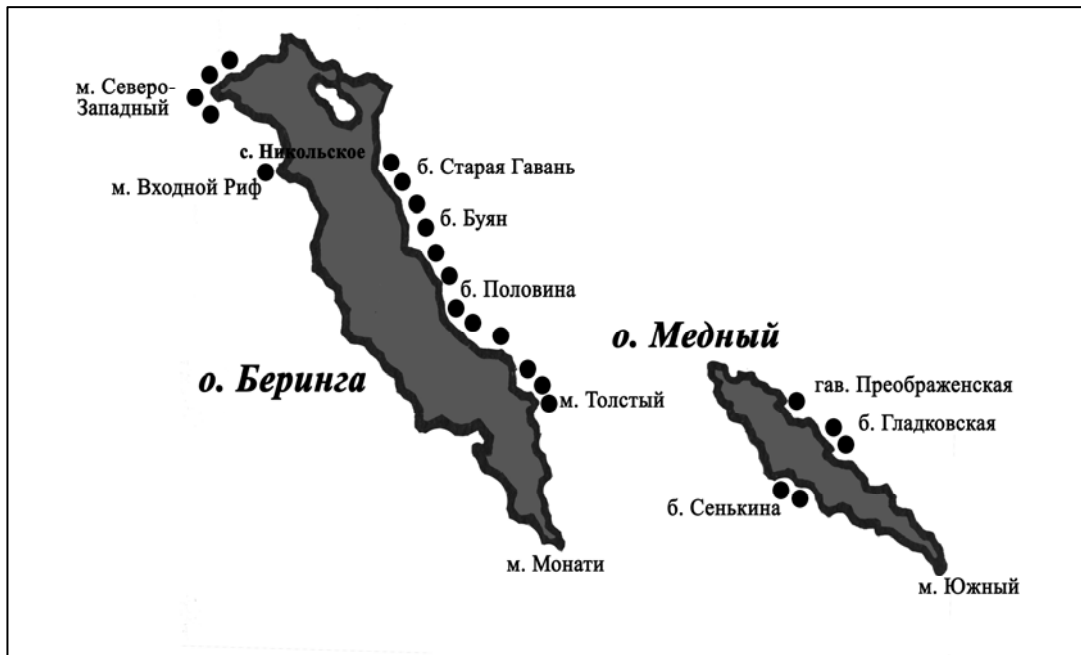 м. Северо-
Западный
с. Никольское
м. Входной Риф
б. Старая Гавань
б. Буян
б. Половина
о. Медный
о. Беринга
гав. Преображенская
м. Толстый
б. Гладковская
б. Сенькина
м. Монати
м. Южный